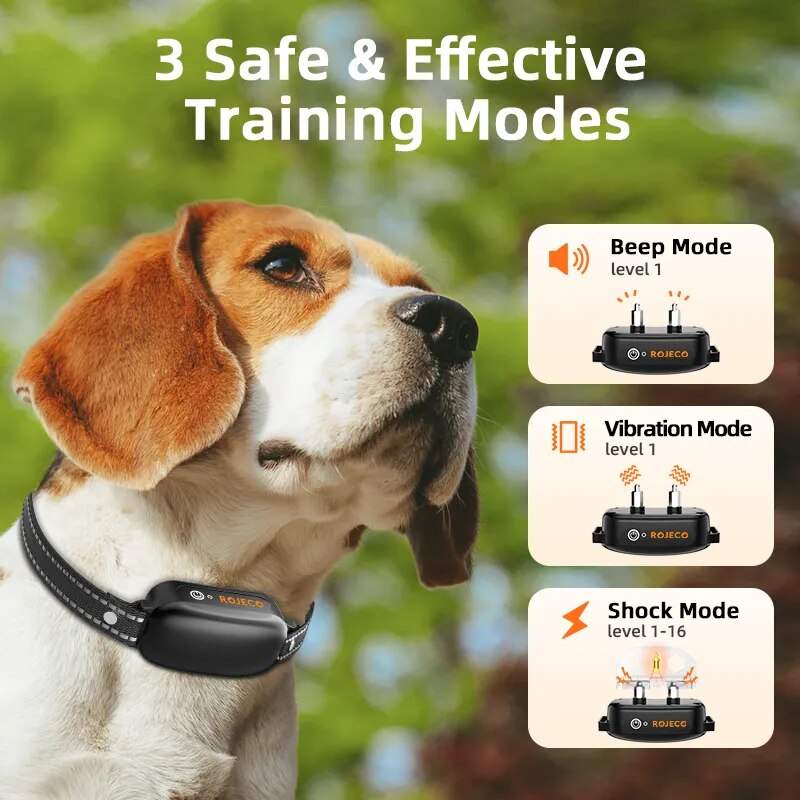 3 Safe & Effective
Training Modes
Beep Mode
level 1
ROJECO
Vibration Mode
level 1
ROJECO
Shock Mode
level 1-16
ROJECO
ROJECO